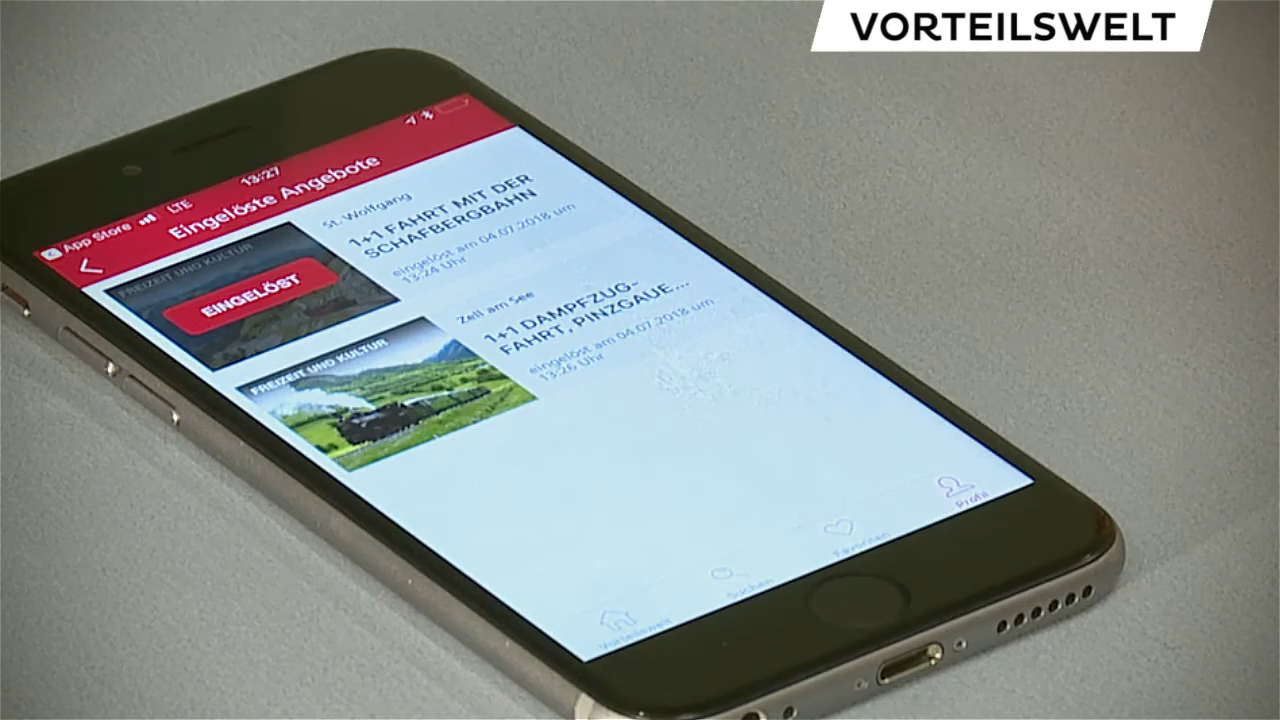 VORTEILSWELT
App Store
LTE
13:27
Eingelöste Angebote
FREIZEIT UND KULTUR
EINGELÖST
St. Wolfgang
1+1 FAHRT MIT DER
SCHAFBERGBAHN
eingelöst am 04.07.2018 um
13:24 Uhr
FREIZEIT UND KULTUR
Zell am See
1+1 DAMPFZUG-
FAHRT, PINZGAUE...
eingelöst am 04.07.2018 um
13:26 Uhr
Vorteilswelt
Suchen
Favoriten
Profil